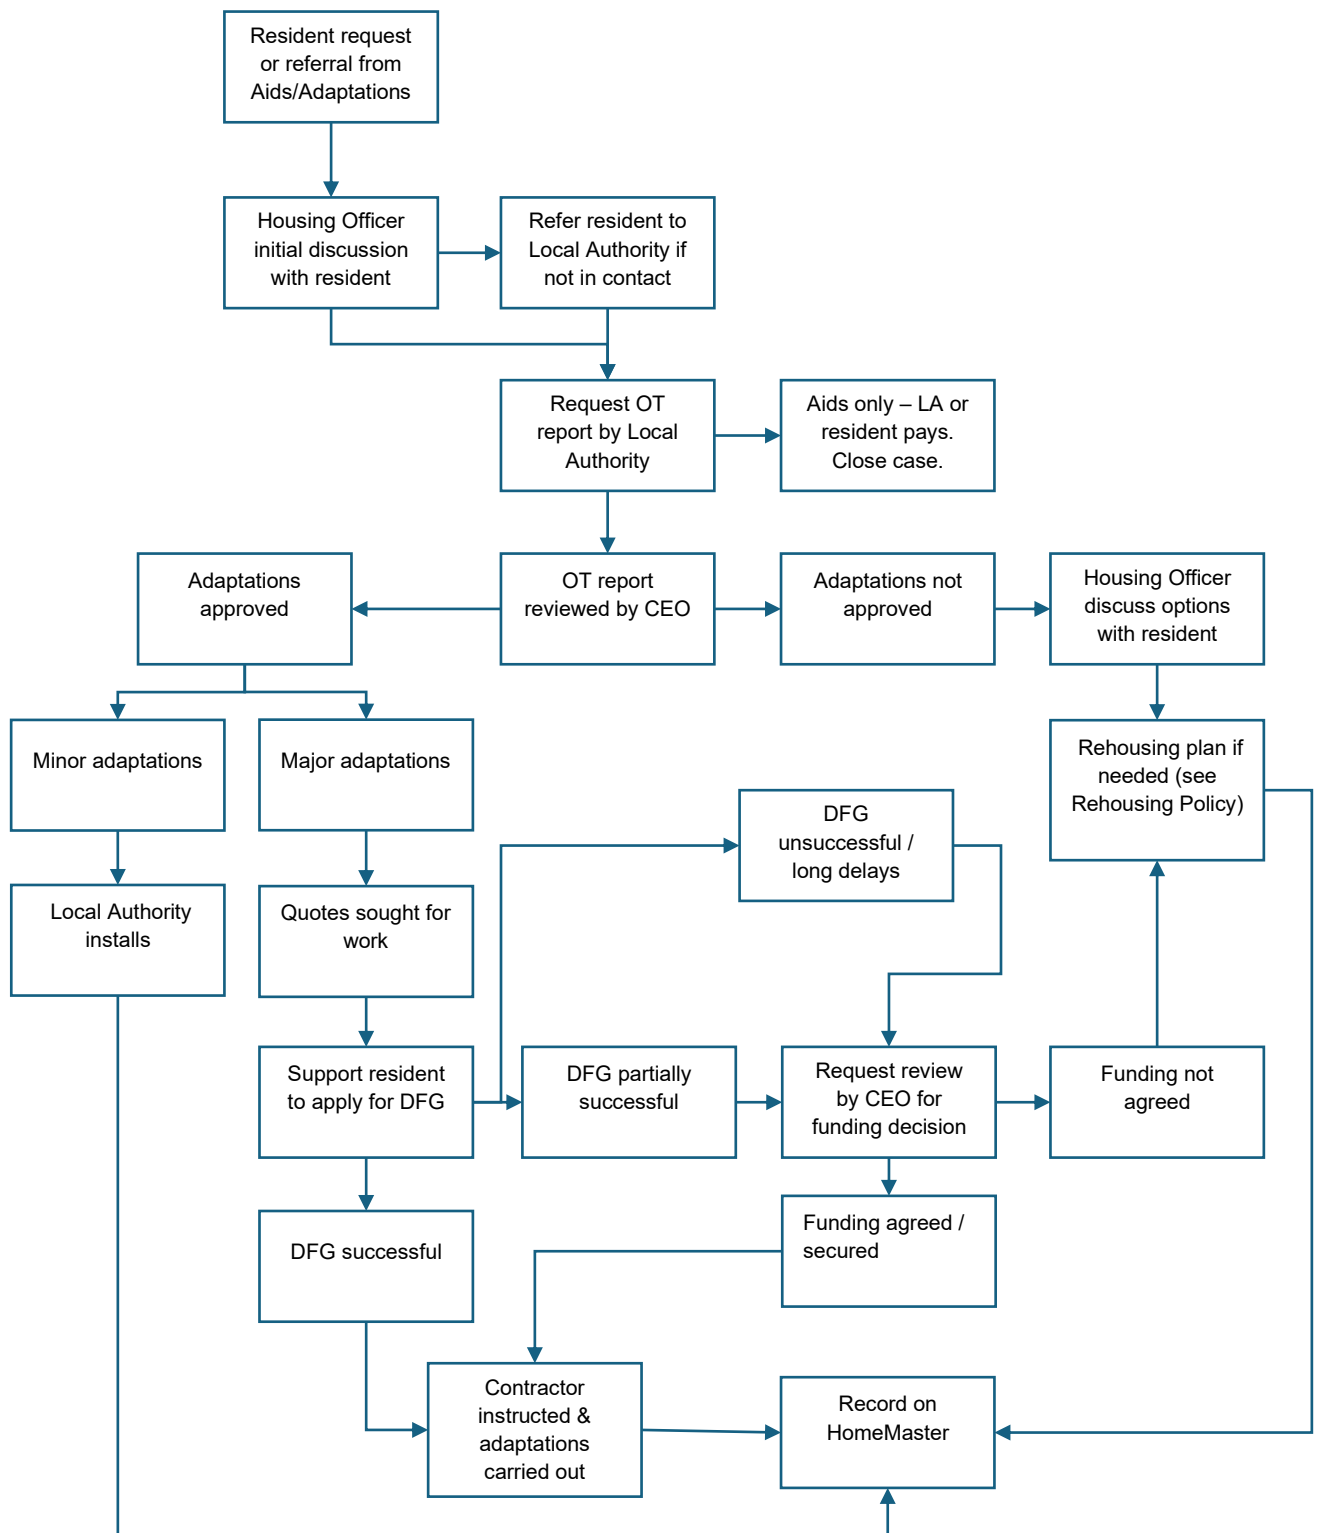 Resident request
or referral from
Aids/Adaptations
Housing Officer
initial discussion
with resident
Refer resident to
Local Authority if
not in contact
Request OT
report by Local
Authority
Aids only – LA or
resident pays.
Close case.
Adaptations
approved
OT report
reviewed by CEO
Adaptations not
approved
Housing Officer
discuss options
with resident
Minor adaptations
Major adaptations
Rehousing plan if
needed (see
Rehousing Policy)
DFG
unsuccessful /
long delays
Local Authority
installs
Quotes sought for
work
Support resident
to apply for DFG
DFG partially
successful
Request review
by CEO for
funding decision
Funding not
agreed
DFG successful
Funding agreed /
secured
Contractor
instructed &
adaptations
carried out
Record on
HomeMaster